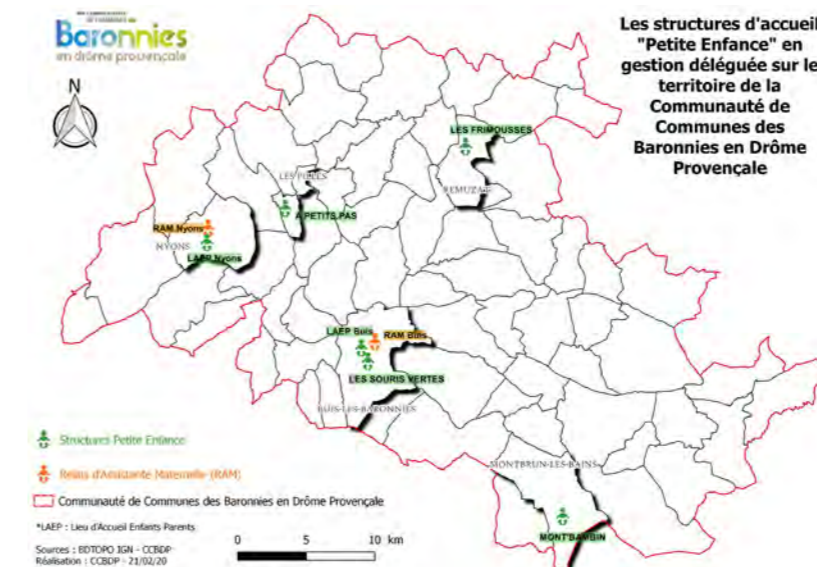 Baronnies
en drôme provençale
Les structures d'accueil
"Petite Enfance" en
gestion déléguée sur le
territoire de la
Communauté de
Communes des
Baronnies en Drôme
Provençale
N
LES FRIMOUSSES
REMUZAT
LES PILLES
A PETITS PAS
RAM Nyons
NYONS
LAEP Nyons
LAEP Buis
RAM Buis
LES SOURIS VERTES
BUIS-LES-BARONNIES
MONTBRUN-LES-BAINS
MONT'BAMBIN
Structures Petite Enfance
Relais d'Assistante Maternelle (RAM)
Communauté de Communes des Baronnies en Drôme Provençale
*LAEP : Lieu d'Accueil Enfants Parents
Sources : BDTOPO IGN - CCBDP
Réalisation : CCBDP - 21/02/20
0 5 10 km